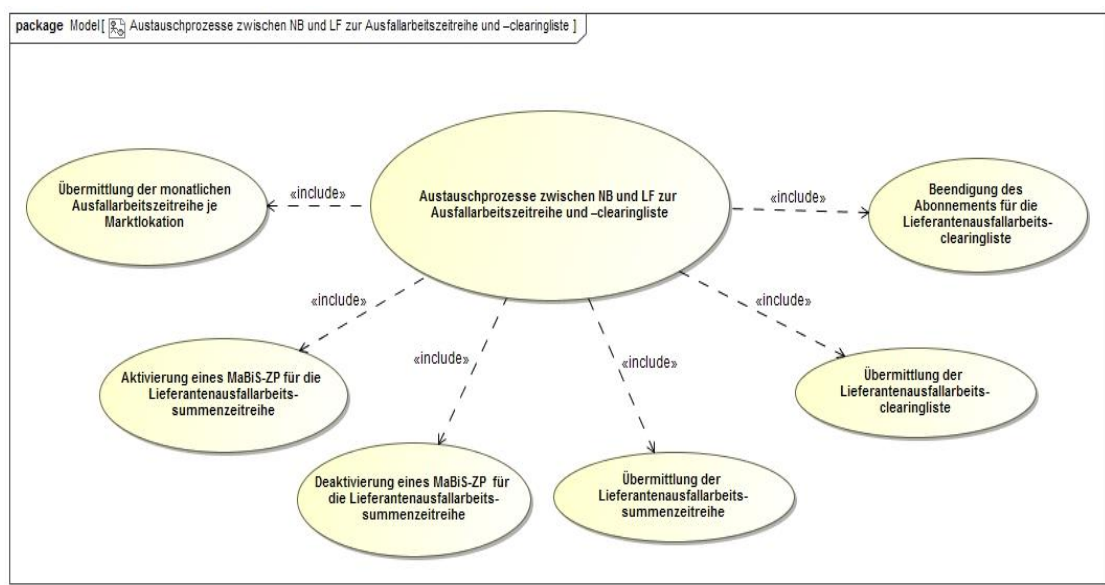 package Model [ Austauschprozesse zwischen NB und LF zur Ausfallarbeitszeitreihe und –clearingliste ]
Übermittlung der monatlichen
Ausfallarbeitszeitreihe je
Marktlokation
«include»
Austauschprozesse zwischen NB und LF zur
Ausfallarbeitszeitreihe und –clearingliste
«include»
Beendigung des
Abonnements für die
Lieferantenausfallarbeits-
clearingliste
«include»
«include»
«include»
«include»
Aktivierung eines MaBiS-ZP für die
Lieferantenausfallarbeits-
summenzeitreihe
Übermittlung der
Lieferantenausfallarbeits-
clearingliste
Deaktivierung eines MaBiS-ZP für
die Lieferantenausfallarbeits-
summenzeitreihe
Übermittlung der
Lieferantenausfallarbeits-
summenzeitreihe